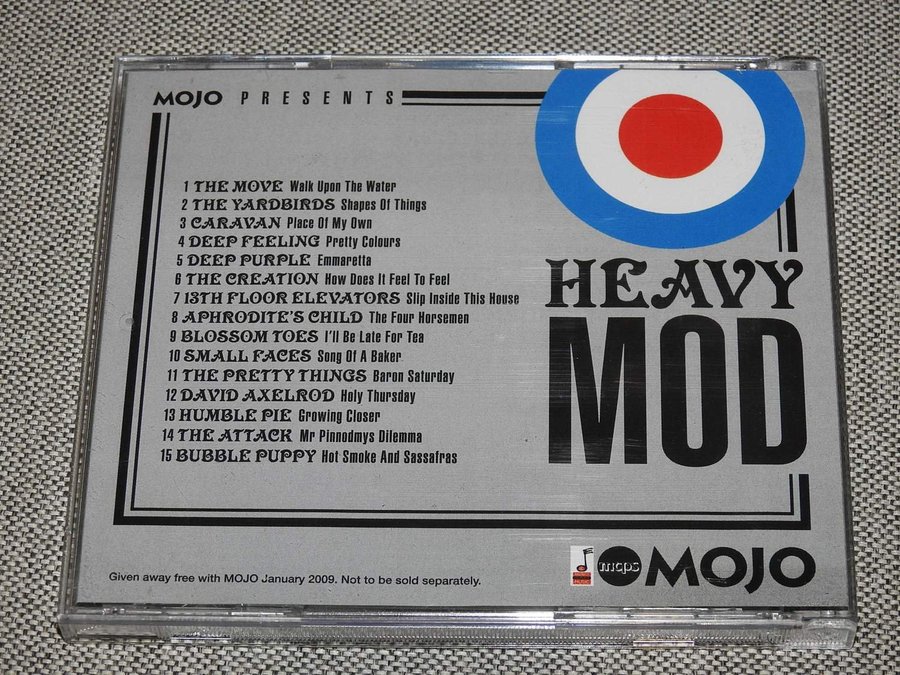 MOJO PRESENTS
1 THE MOVE Walk Upon The Water
2 THE YARDBIRDS Shapes Of Things
3 CARAVAN Place Of My Own
4 DEEP FEELING Pretty Colours
5 DEEP PURPLE Emmaretta
6 THE CREATION How Does It Feel To Feel
7 13TH FLOOR ELEVATORS Slip Inside This House
8 APHRODITE'S CHILD The Four Horsemen
9 BLOSSOM TOES I'll Be Late For Tea
10 SMALL FACES Song Of A Baker
11 THE PRETTY THINGS Baron Saturday
12 DAVID AXELROD Holy Thursday
13 HUMBLE PIE Growing Closer
14 THE ATTACK Mr Pinnodmys Dilemma
15 BUBBLE PUPPY Hot Smoke And Sassafras
HEAVY
MOD
Given away free with MOJO January 2009. Not to be sold separately.
mcps
MOJO